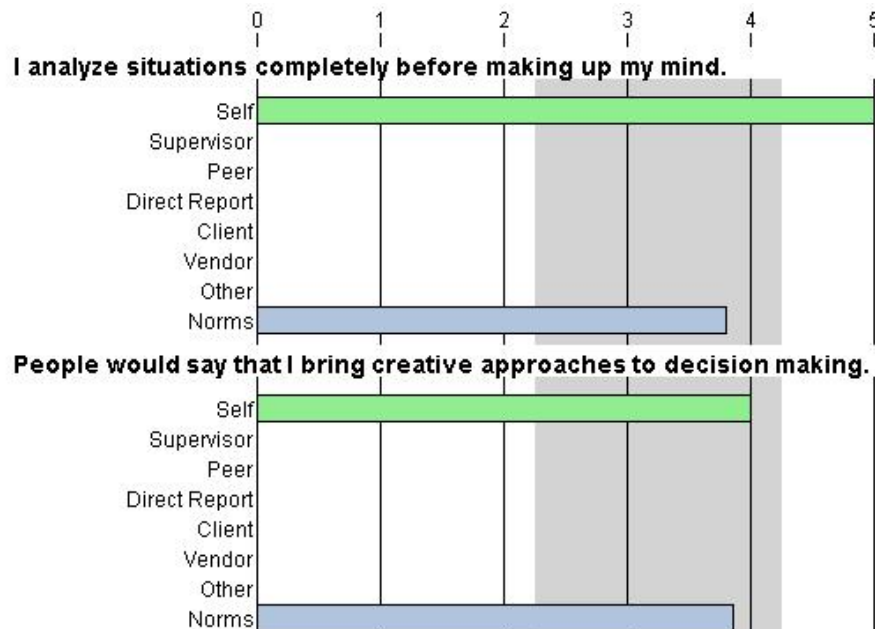 0 1 2 3 4 5
I analyze situations completely before making up my mind.
Self
Supervisor
Peer
Direct Report
Client
Vendor
Other
Norms
People would say that I bring creative approaches to decision making.
Self
Supervisor
Peer
Direct Report
Client
Vendor
Other
Norms